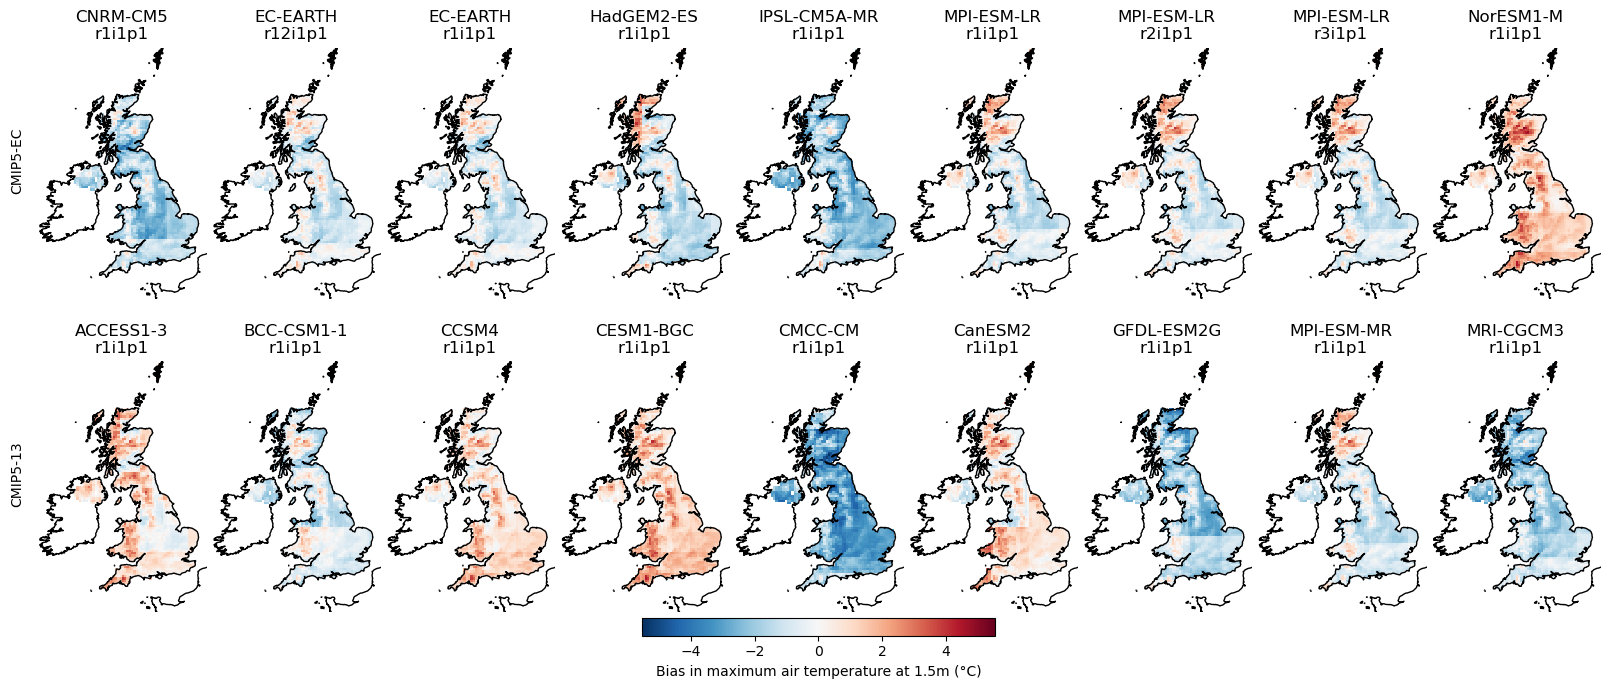 CNRM-CM5 EC-EARTH EC-EARTH HadGEM2-ES IPSL-CM5A-MR MPI-ESM-LR MPI-ESM-LR MPI-ESM-LR NorESM1-M
r1i1p1 r12i1p1 r1i1p1 r1i1p1 r1i1p1 r1i1p1 r2i1p1 r3i1p1 r1i1p1
CMIP5-EC
ACCESS1-3 BCC-CSM1-1 CCSM4 CESM1-BGC CMCC-CM CanESM2 GFDL-ESM2G MPI-ESM-MR MRI-CGCM3
r1i1p1 r1i1p1 r1i1p1 r1i1p1 r1i1p1 r1i1p1 r1i1p1 r1i1p1 r1i1p1
CMIP5-13
−4 −2 0 2 4
Bias in maximum air temperature at 1.5m (°C)